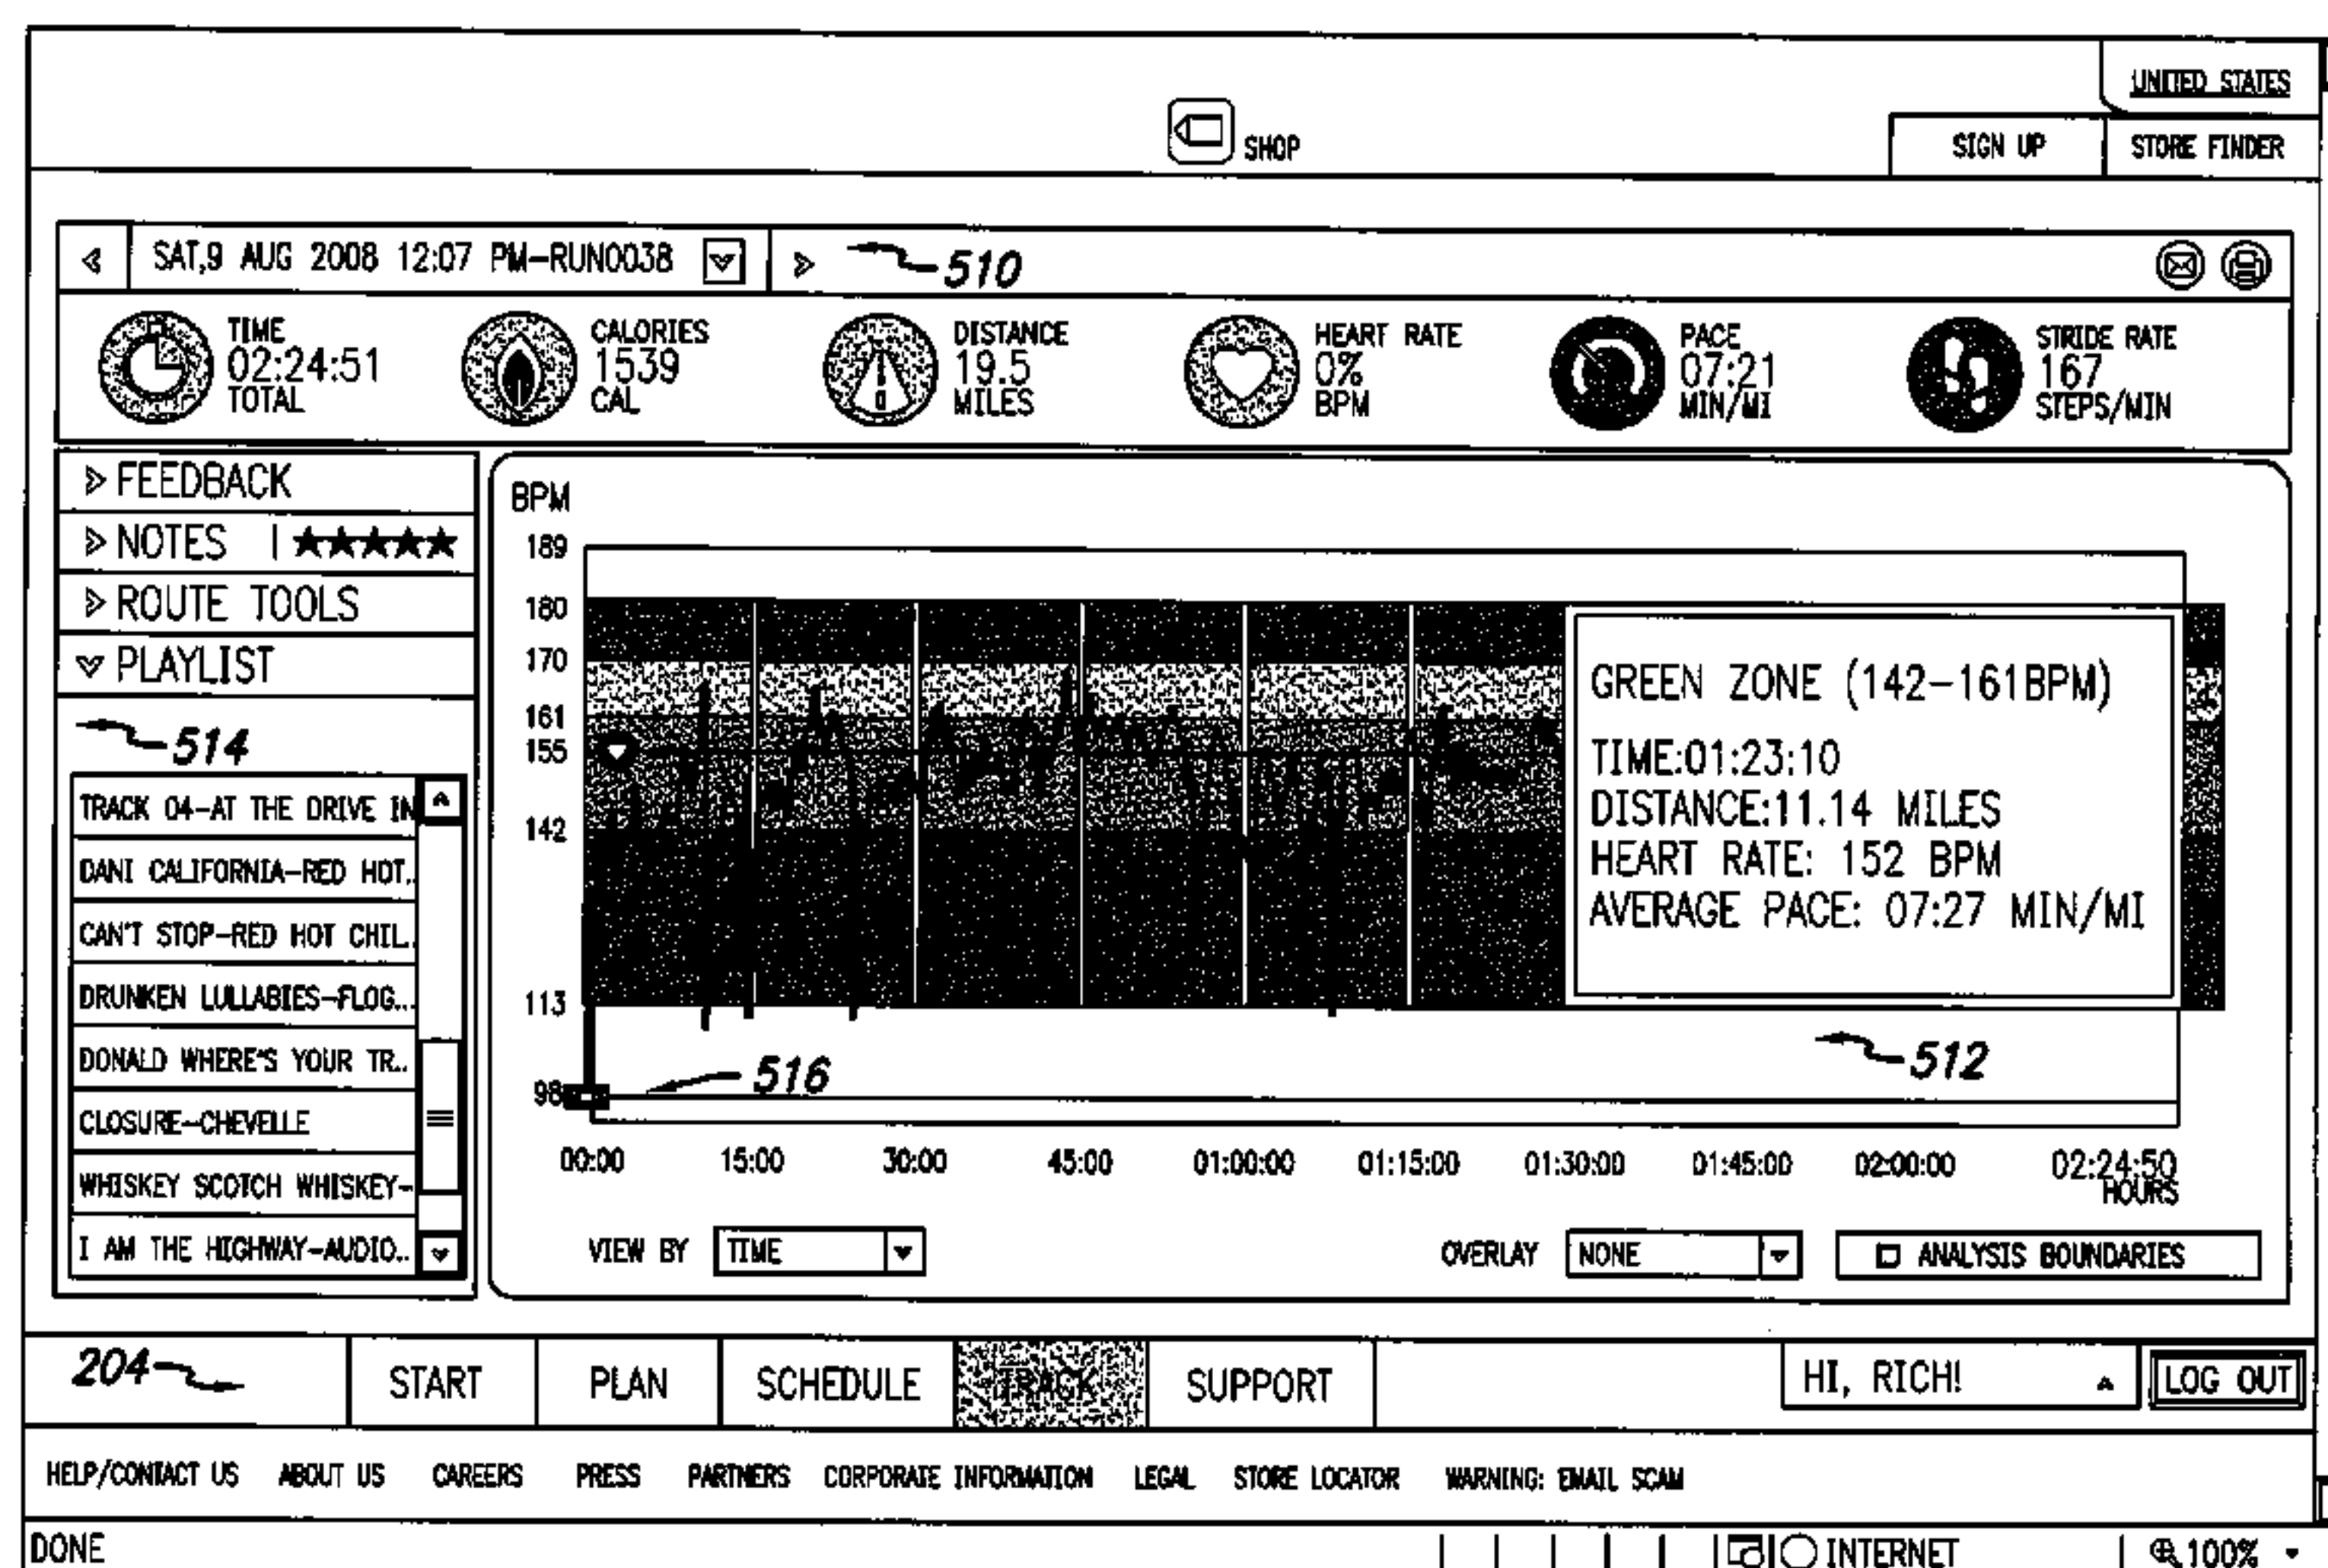 UNITED STATES
SHOP
SIGN UP
STORE FINDER
SAT,9 AUG 2008 12:07 PM-RUN0038
510
TIME
02:24:51
TOTAL
CALORIES
1539
CAL
DISTANCE
19.5
MILES
HEART RATE
0%
BPM
PACE
07:21
MIN/MI
STRIDE RATE
167
STEPS/MIN
FEEDBACK
NOTES | ★★★★★
ROUTE TOOLS
PLAYLIST
514
TRACK 04-AT THE DRIVE IN
DANI CALIFORNIA-RED HOT..
CAN'T STOP-RED HOT CHIL.
DRUNKEN LULLABIES-FLOG...
DONALD WHERE'S YOUR TR..
CLOSURE-CHEVELLE
WHISKEY SCOTCH WHISKEY-
I AM THE HIGHWAY-AUDIO..
BPM
189
180
170
161
155
142
113
98
GREEN ZONE (142-161BPM)
TIME:01:23:10
DISTANCE:11.14 MILES
HEART RATE: 152 BPM
AVERAGE PACE: 07:27 MIN/MI
516
512
00:00 15:00 30:00 45:00 01:00:00 01:15:00 01:30:00 01:45:00 02:00:00 02:24:50
HOURS
VIEW BY TIME
OVERLAY NONE
ANALYSIS BOUNDARIES
204
START PLAN SCHEDULE TRACK SUPPORT
HI, RICH!
LOG OUT
HELP/CONTACT US ABOUT US CAREERS PRESS PARTNERS CORPORATE INFORMATION LEGAL STORE LOCATOR WARNING: EMAIL SCAM
DONE
INTERNET
100%